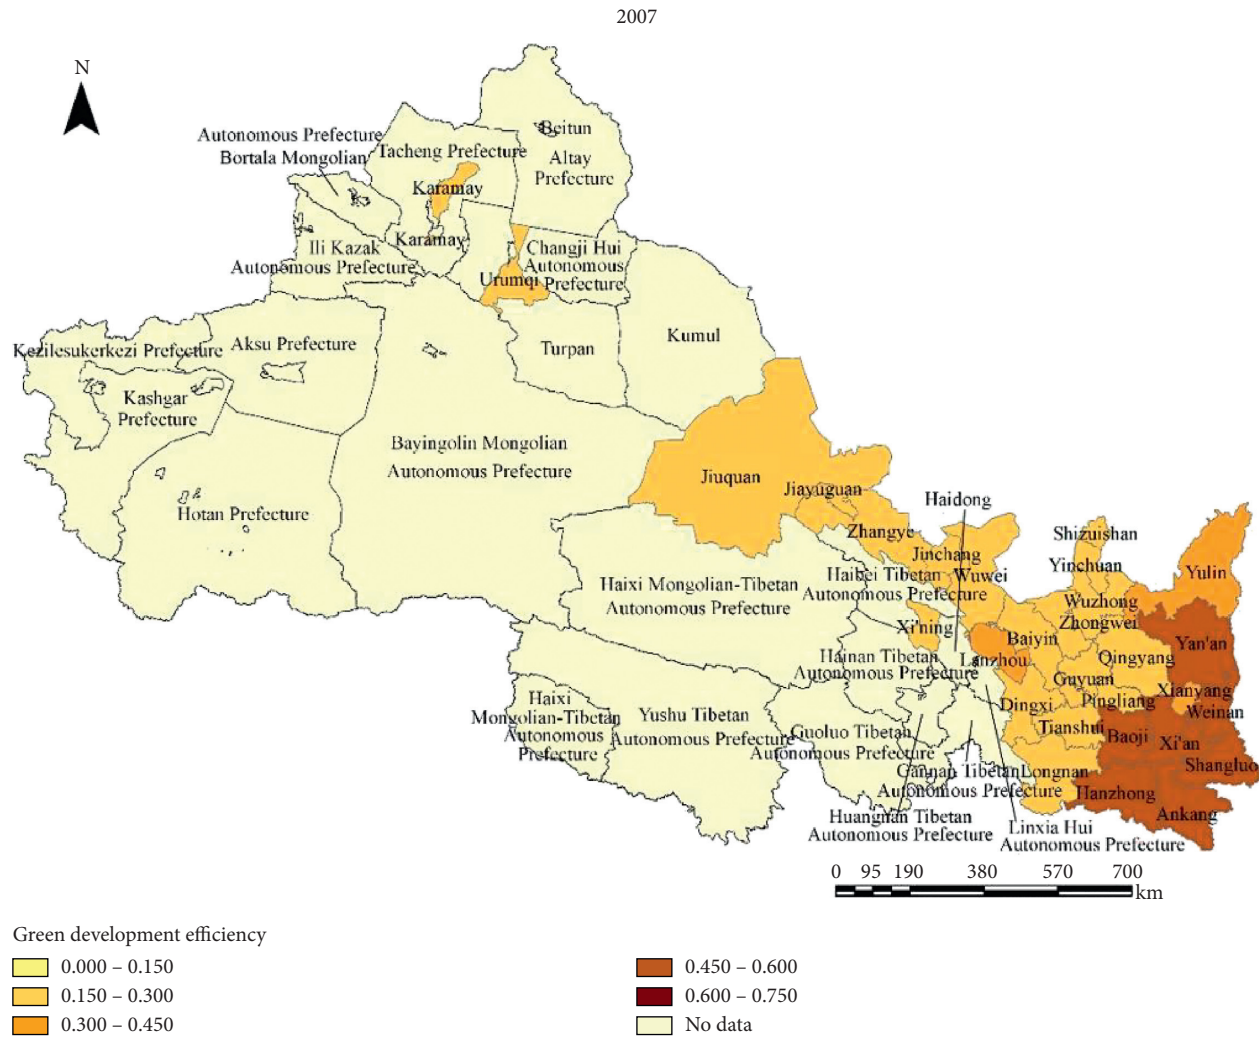 2007
N
Autonomous Prefecture
Bortala Mongolian
Tacheng Prefecture
Beitun
Altay
Prefecture
Karamay
Karamay
Ili Kazak
Autonomous Prefecture
Changji Hui
Autonomous
Prefecture
Urumqi
Kumul
Turpan
Kezilesukerkezi Prefecture
Aksu Prefecture
Kashgar
Prefecture
Bayingolin Mongolian
Autonomous Prefecture
Hotan Prefecture
Jiuquan
Jiayuguan
Haidong
Zhangye
Jinchang
Wuwei
Shizuishan
Yinchuan
Yulin
Haixi Mongolian-Tibetan
Autonomous Prefecture
Haibei Tibetan
Autonomous Prefecture
Wuzhong
Zhongwei
Xi'ning
Baiyin
Yan'an
Hainan Tibetan
Autonomous Prefecture
Lanzhou
Qingyang
Guyuan
Xianyang
Pingliang
Weinan
Dingxi
Haixi
Mongolian-Tibetan
Autonomous
Prefecture
Yushu Tibetan
Autonomous Prefecture
Guoluo Tibetan
Autonomous Prefecture
Tianshui
Baoji
Xi'an
Shangluo
Gannan Tibetan
Autonomous Prefecture
Longnan
Hanzhong
Ankang
Huangnan Tibetan
Autonomous Prefecture
Linxia Hui
Autonomous Prefecture
0 95 190 380 570 700
km
Green development efficiency
0.000 – 0.150
0.150 – 0.300
0.300 – 0.450
0.450 – 0.600
0.600 – 0.750
No data